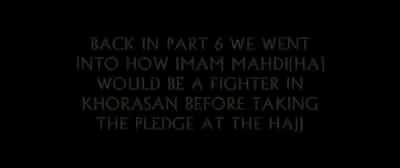 BACK IN PART 6 WE WENT
INTO HOW IMAM MAHDI[HA]
WOULD BE A FIGHTER IN
KHORASAN BEFORE TAKING
THE PLEDGE AT THE HAJJ